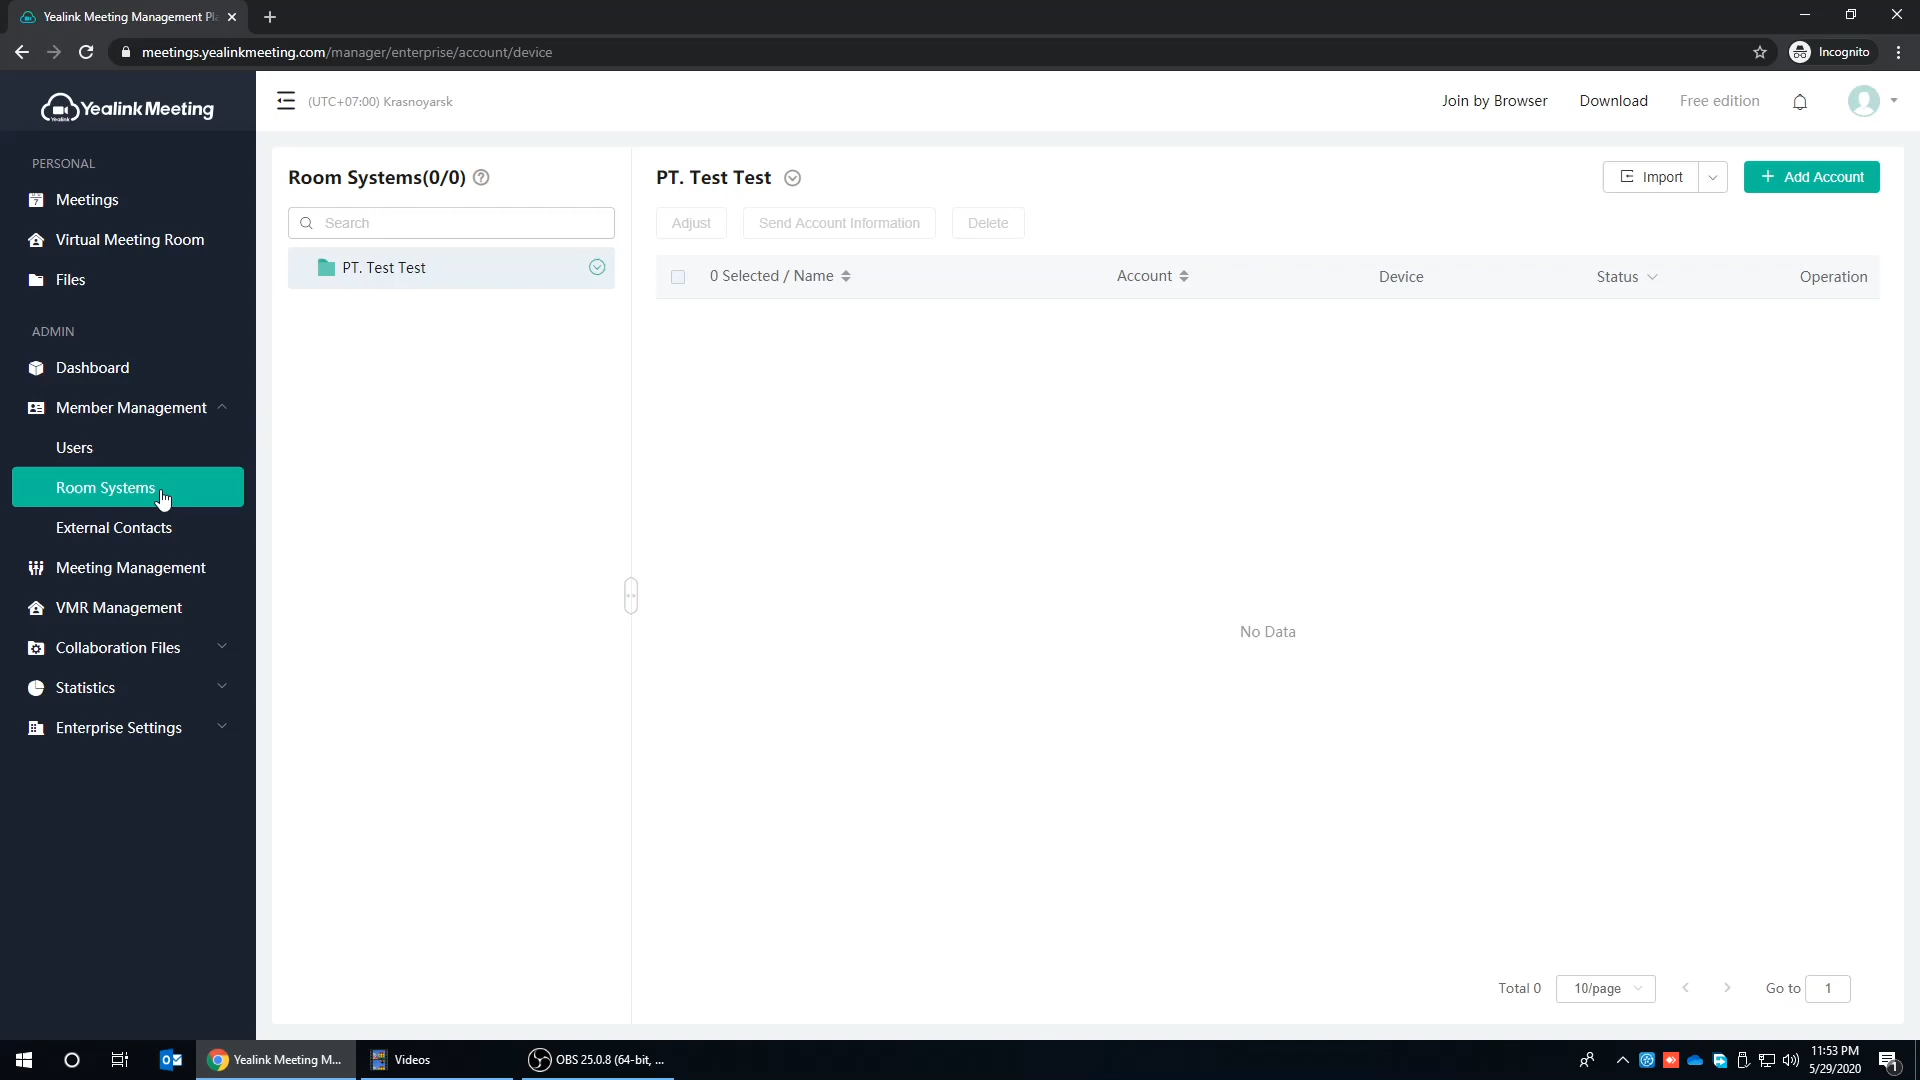 Yealink Meeting Management Pl
meetings.yealinkmeeting.com/manager/enterprise/account/device
Incognito
Yealink Meeting
Yealink
(UTC+07:00) Krasnoyarsk
Join by Browser
Download
Free edition
PERSONAL
Meetings
Virtual Meeting Room
Files
ADMIN
Dashboard
Member Management
Users
Room Systems
External Contacts
Meeting Management
VMR Management
Collaboration Files
Statistics
Enterprise Settings
Room Systems(0/0)
Search
PT. Test Test
PT. Test Test
Import
Add Account
Adjust
Send Account Information
Delete
0 Selected / Name
Account
Device
Status
Operation
No Data
Total 0
10/page
Go to
1
Yealink Meeting M...
Videos
OBS 25.0.8 (64-bit, ...
11:53 PM
5/29/2020
1